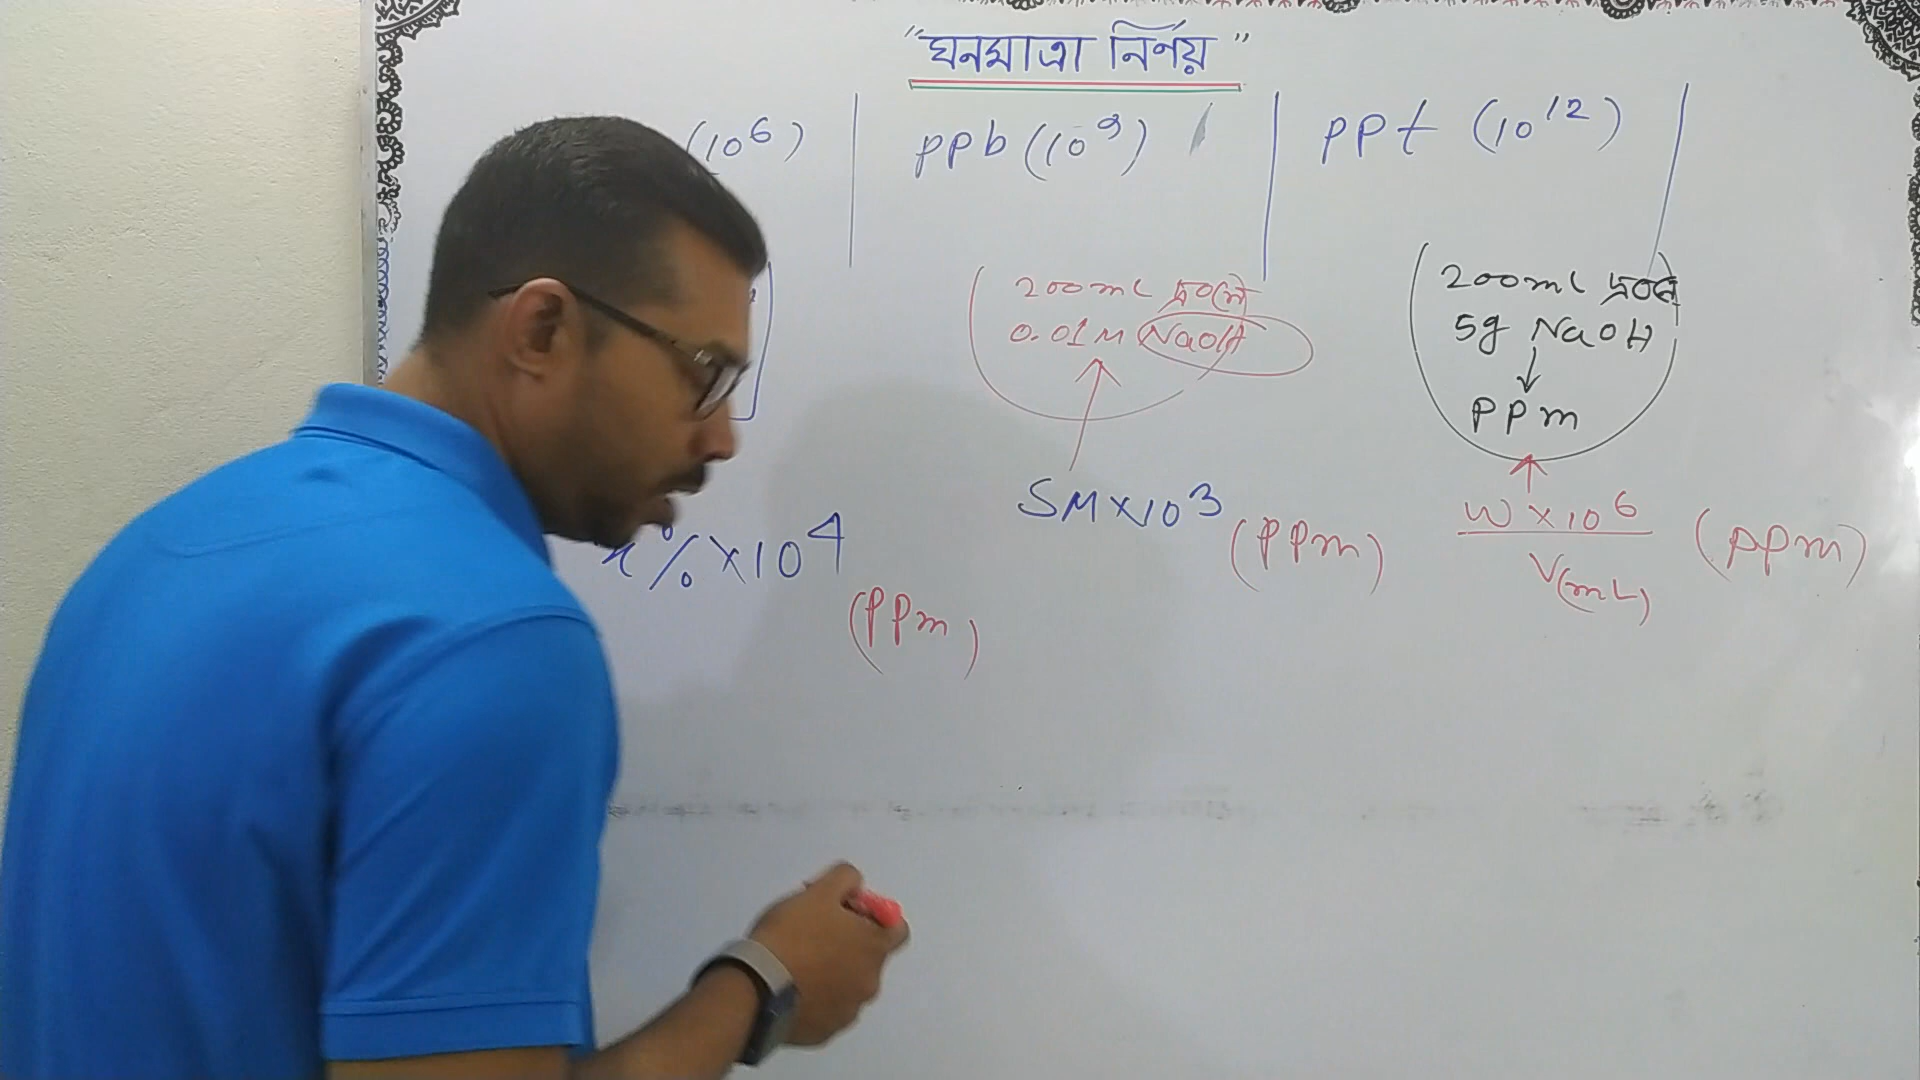 "ঘনমাত্রা নির্ণয়"
(10⁶)
ppb (10⁹)
ppt (10¹²)
200mL দ্রবণে
0.01M NaOH
200mL দ্রবণে
5g NaOH
↓
ppm
x% × 10⁴
(ppm)
SM × 10³
(ppm)
W × 10⁶
V(mL)
(ppm)